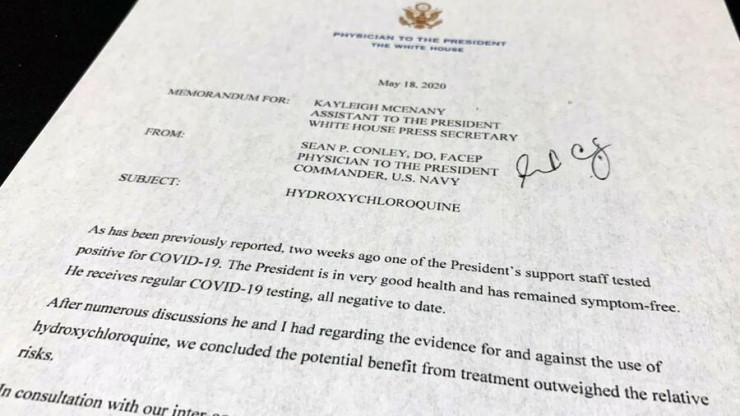 PHYSICIAN TO THE PRESIDENT
THE WHITE HOUSE
May 18, 2020
MEMORANDUM FOR: KAYLEIGH MCENANY
ASSISTANT TO THE PRESIDENT
WHITE HOUSE PRESS SECRETARY
FROM: SEAN P. CONLEY, DO, FACEP
PHYSICIAN TO THE PRESIDENT
COMMANDER, U.S. NAVY
SUBJECT: HYDROXYCHLOROQUINE
As has been previously reported, two weeks ago one of the President's support staff tested
positive for COVID-19. The President is in very good health and has remained symptom-free.
He receives regular COVID-19 testing, all negative to date.
After numerous discussions he and I had regarding the evidence for and against the use of
hydroxychloroquine, we concluded the potential benefit from treatment outweighed the relative
risks.
In consultation with our inter